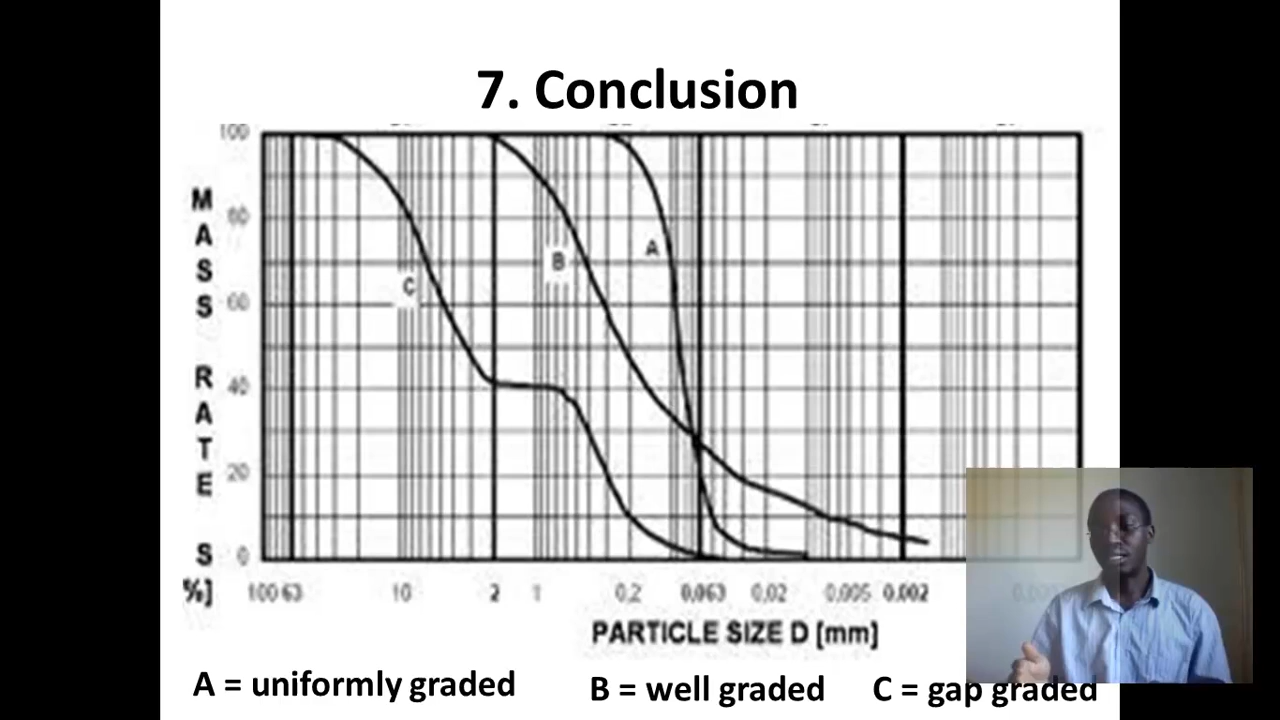 7. Conclusion
MASS RATES %]
100
80
60
40
20
0
C
B
A
100 63 10 2 1 0,2 0,063 0,02 0,005 0,002
PARTICLE SIZE D [mm]
A = uniformly graded B = well graded C = gap graded